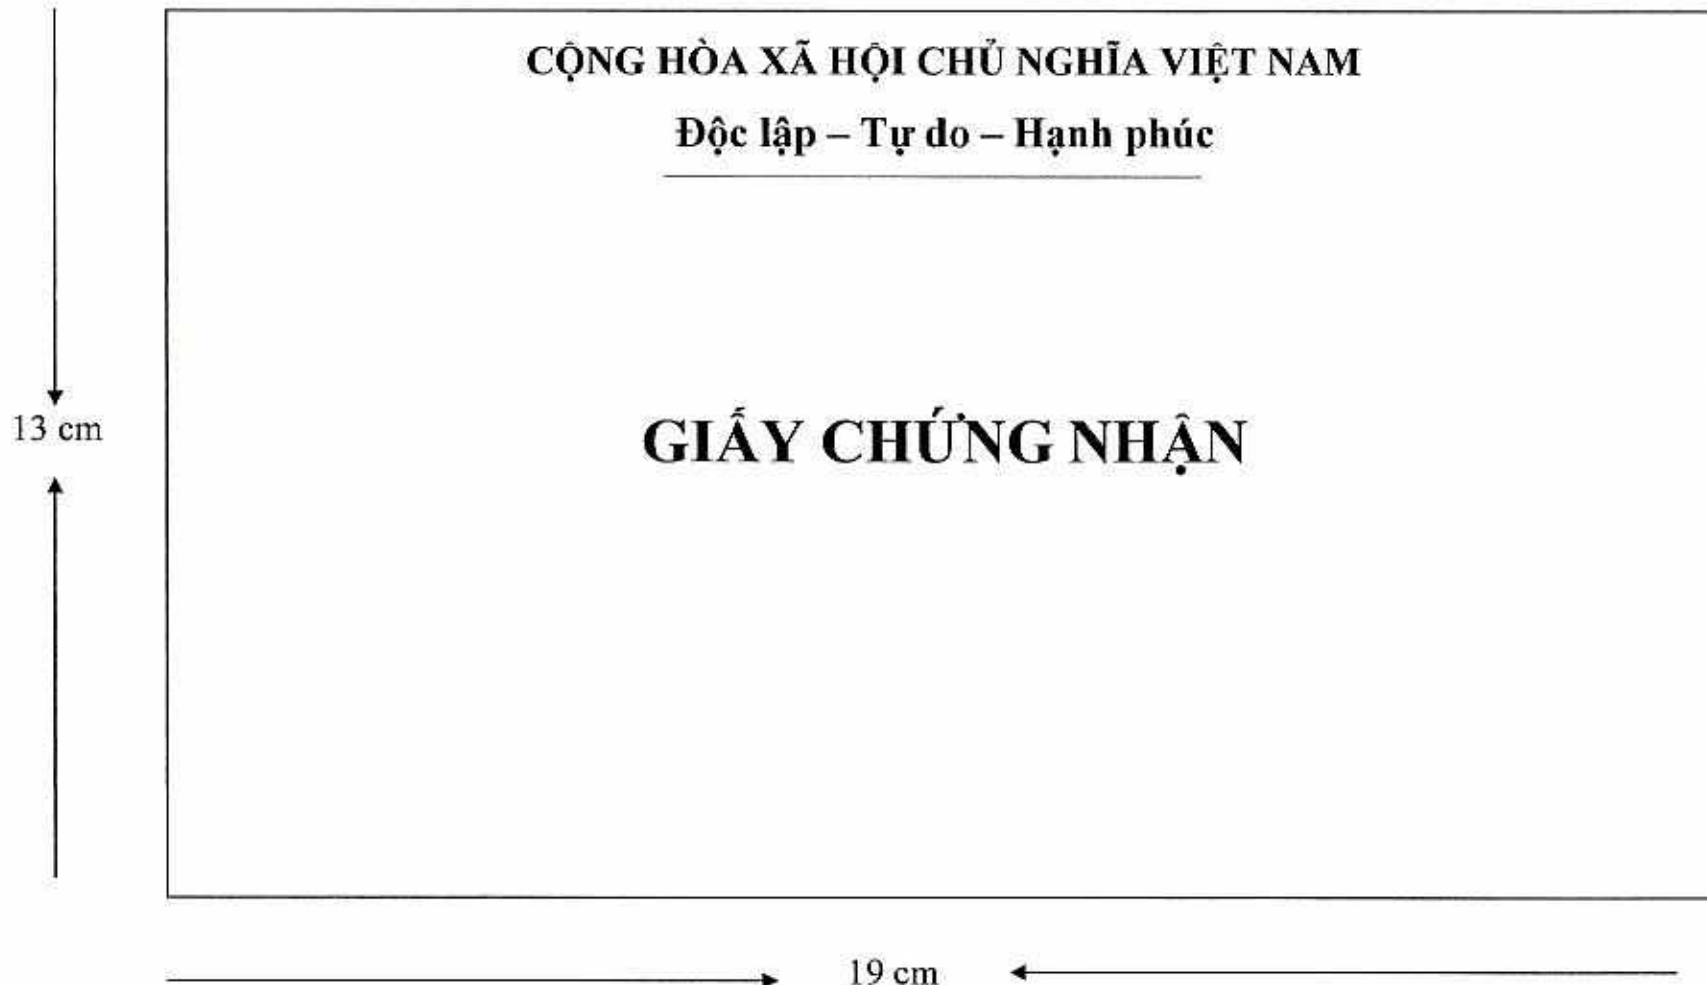 CỘNG HÒA XÃ HỘI CHỦ NGHĨA VIỆT NAM
Độc lập – Tự do – Hạnh phúc
13 cm
GIẤY CHỨNG NHẬN
19 cm